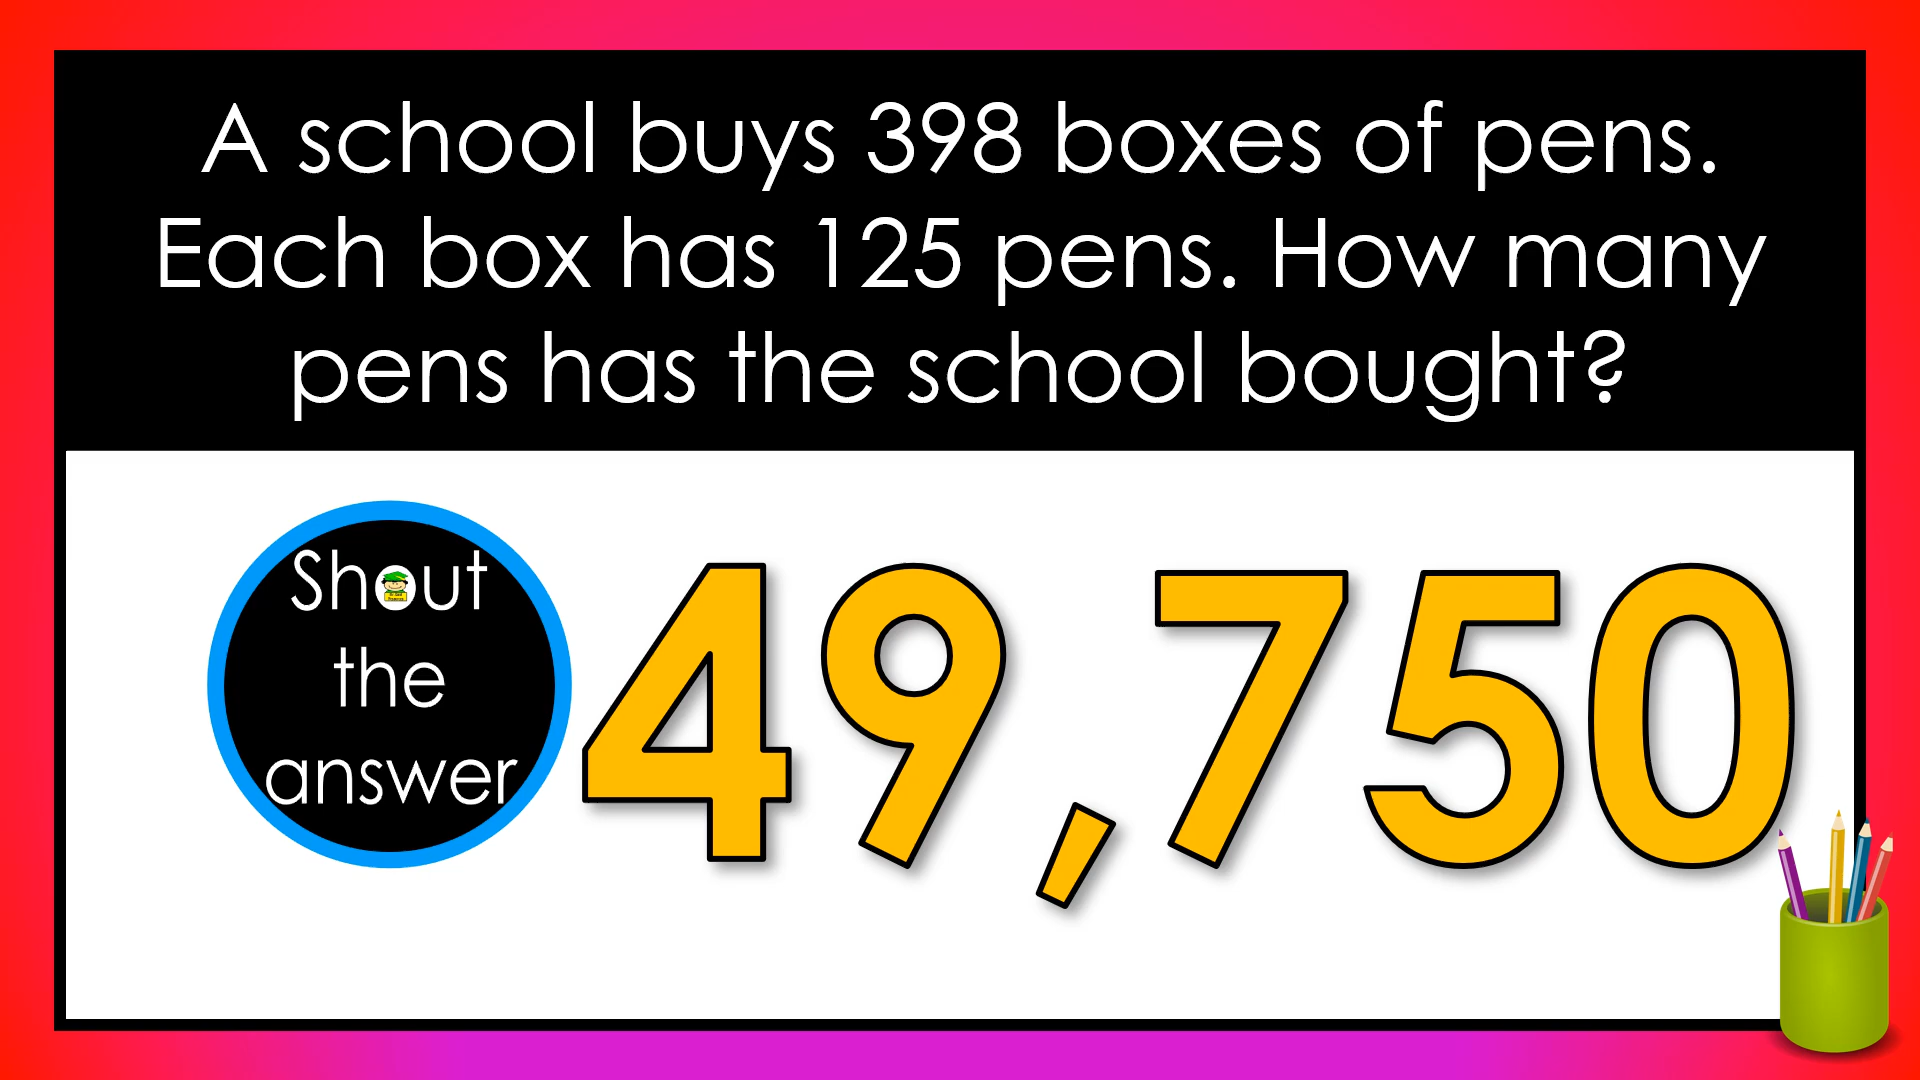 A school buys 398 boxes of pens.
Each box has 125 pens. How many
pens has the school bought?
Shout
the
answer
49,750